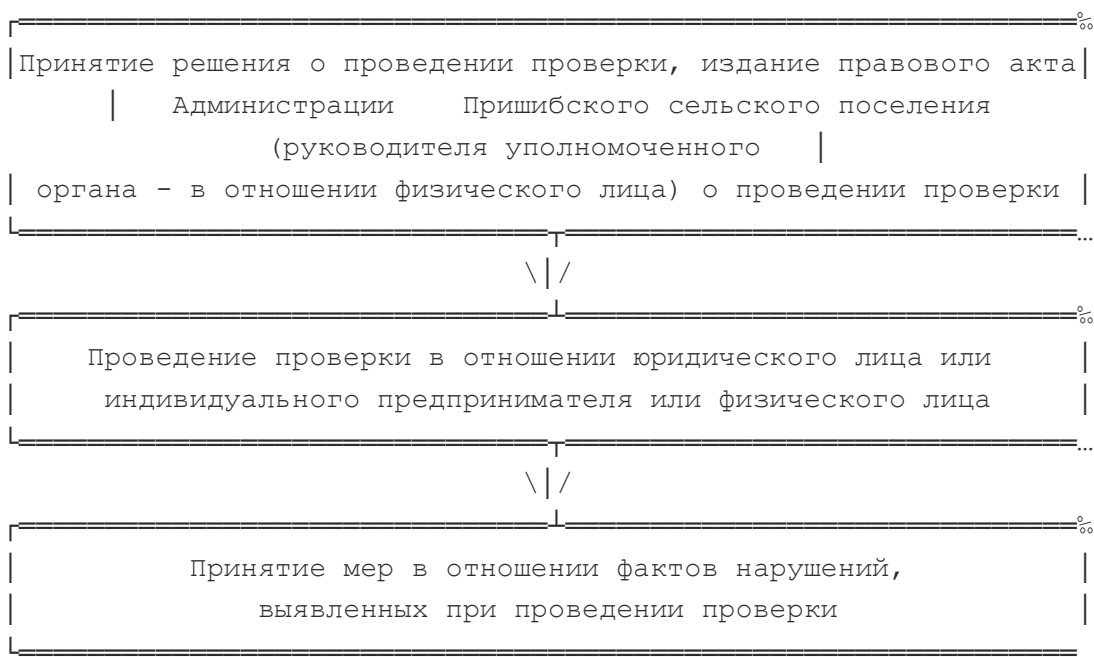 Принятие решения о проведении проверки, издание правового акта
Администрации Пришибского сельского поселения
(руководителя уполномоченного
органа - в отношении физического лица) о проведении проверки
Проведение проверки в отношении юридического лица или
индивидуального предпринимателя или физического лица
Принятие мер в отношении фактов нарушений,
выявленных при проведении проверки